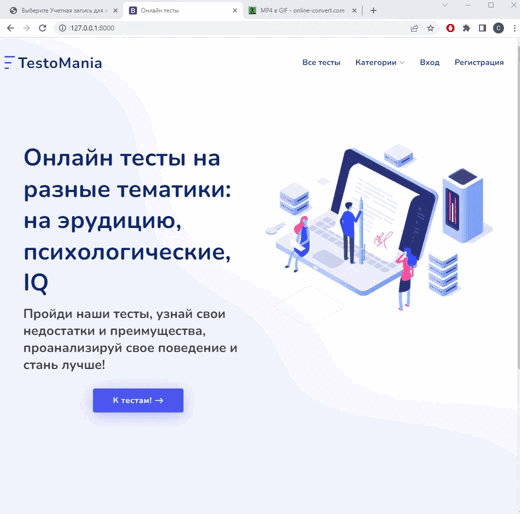 Выберите Учетная запись для
Онлайн тесты
MP4 в GIF - online-convert.com
127.0.0.1:8000
TestoMania
Все тесты
Категории
Вход
Регистрация
Онлайн тесты на
разные тематики:
на эрудицию,
психологические,
IQ
Пройди наши тесты, узнай свои
недостатки и преимущества,
проанализируй свое поведение и
стань лучше!
К тестам! →